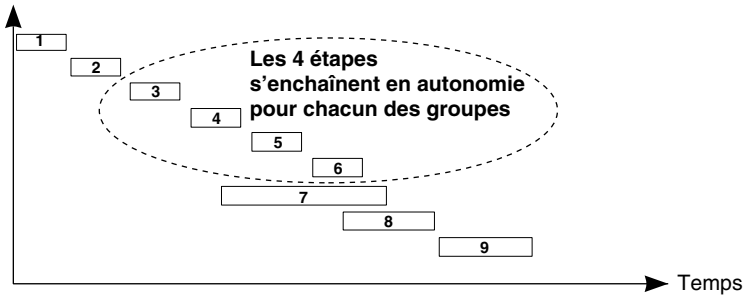 1
2
Les 4 étapes
s'enchaînent en autonomie
3
pour chacun des groupes
4
5
6
7
8
9
Temps